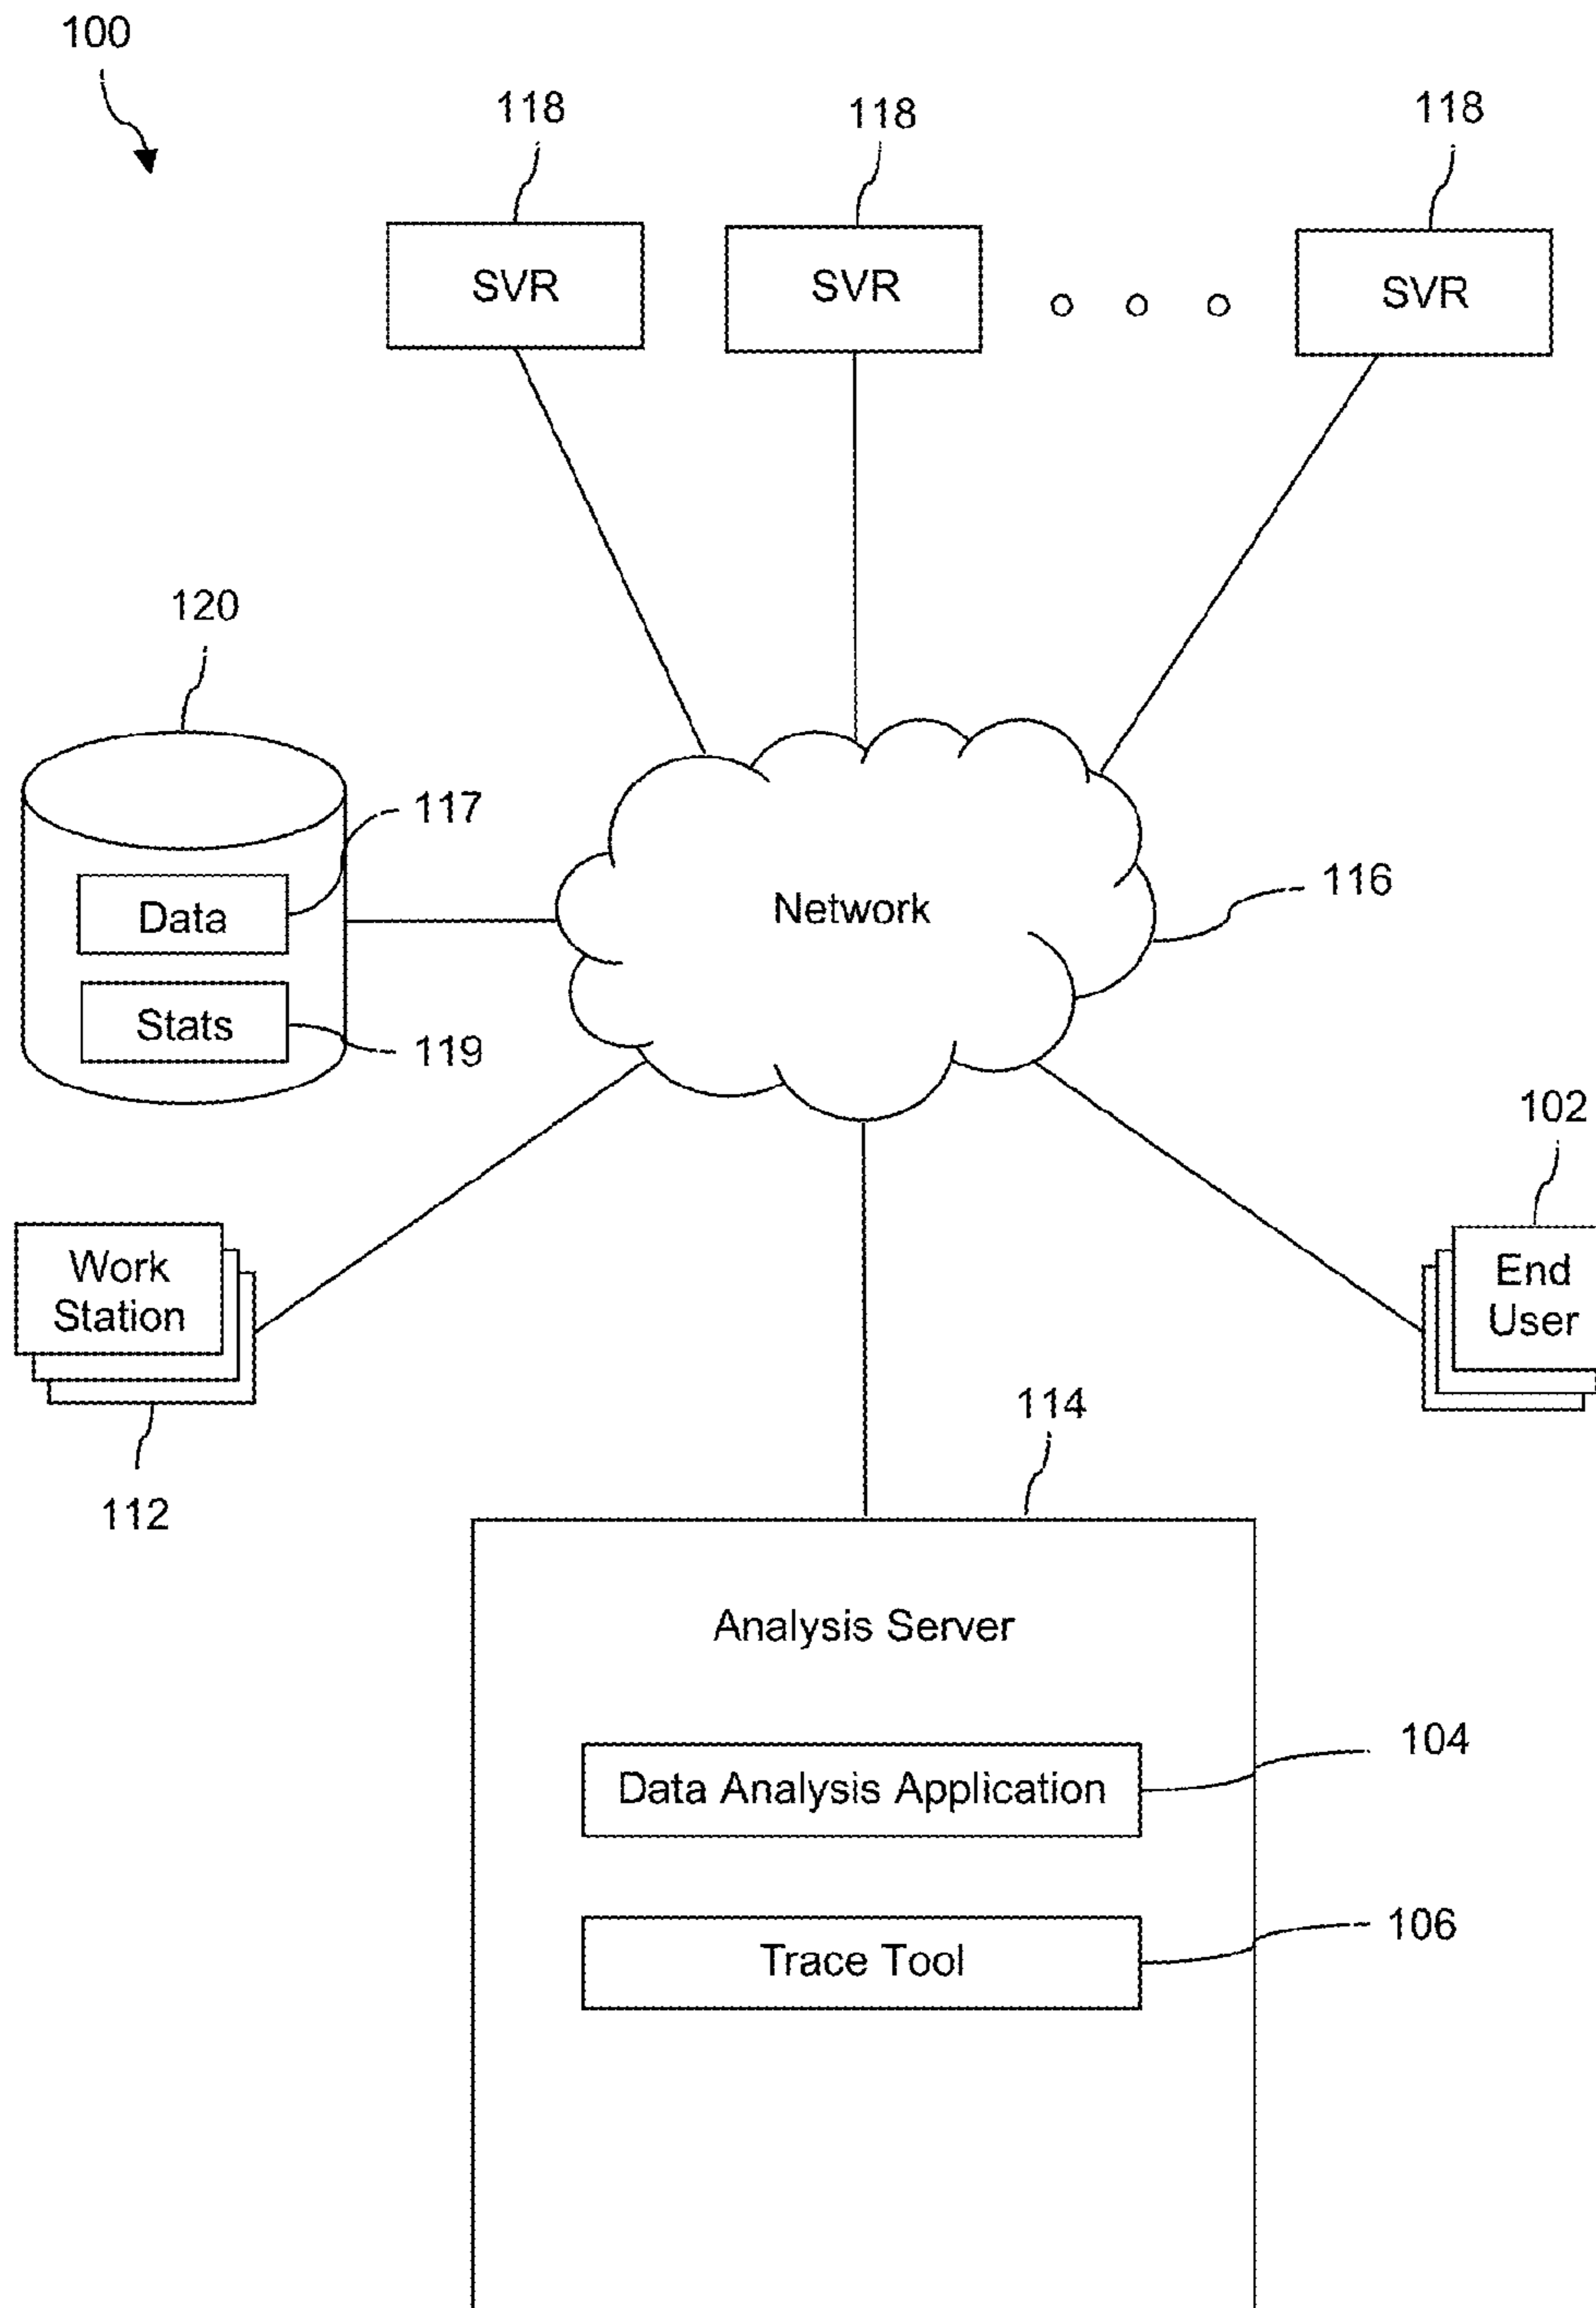 100
118
118
118
SVR
SVR
SVR
120
117
Data
Network
116
Stats
119
102
Work
Station
End
User
112
114
Analysis Server
104
Data Analysis Application
106
Trace Tool